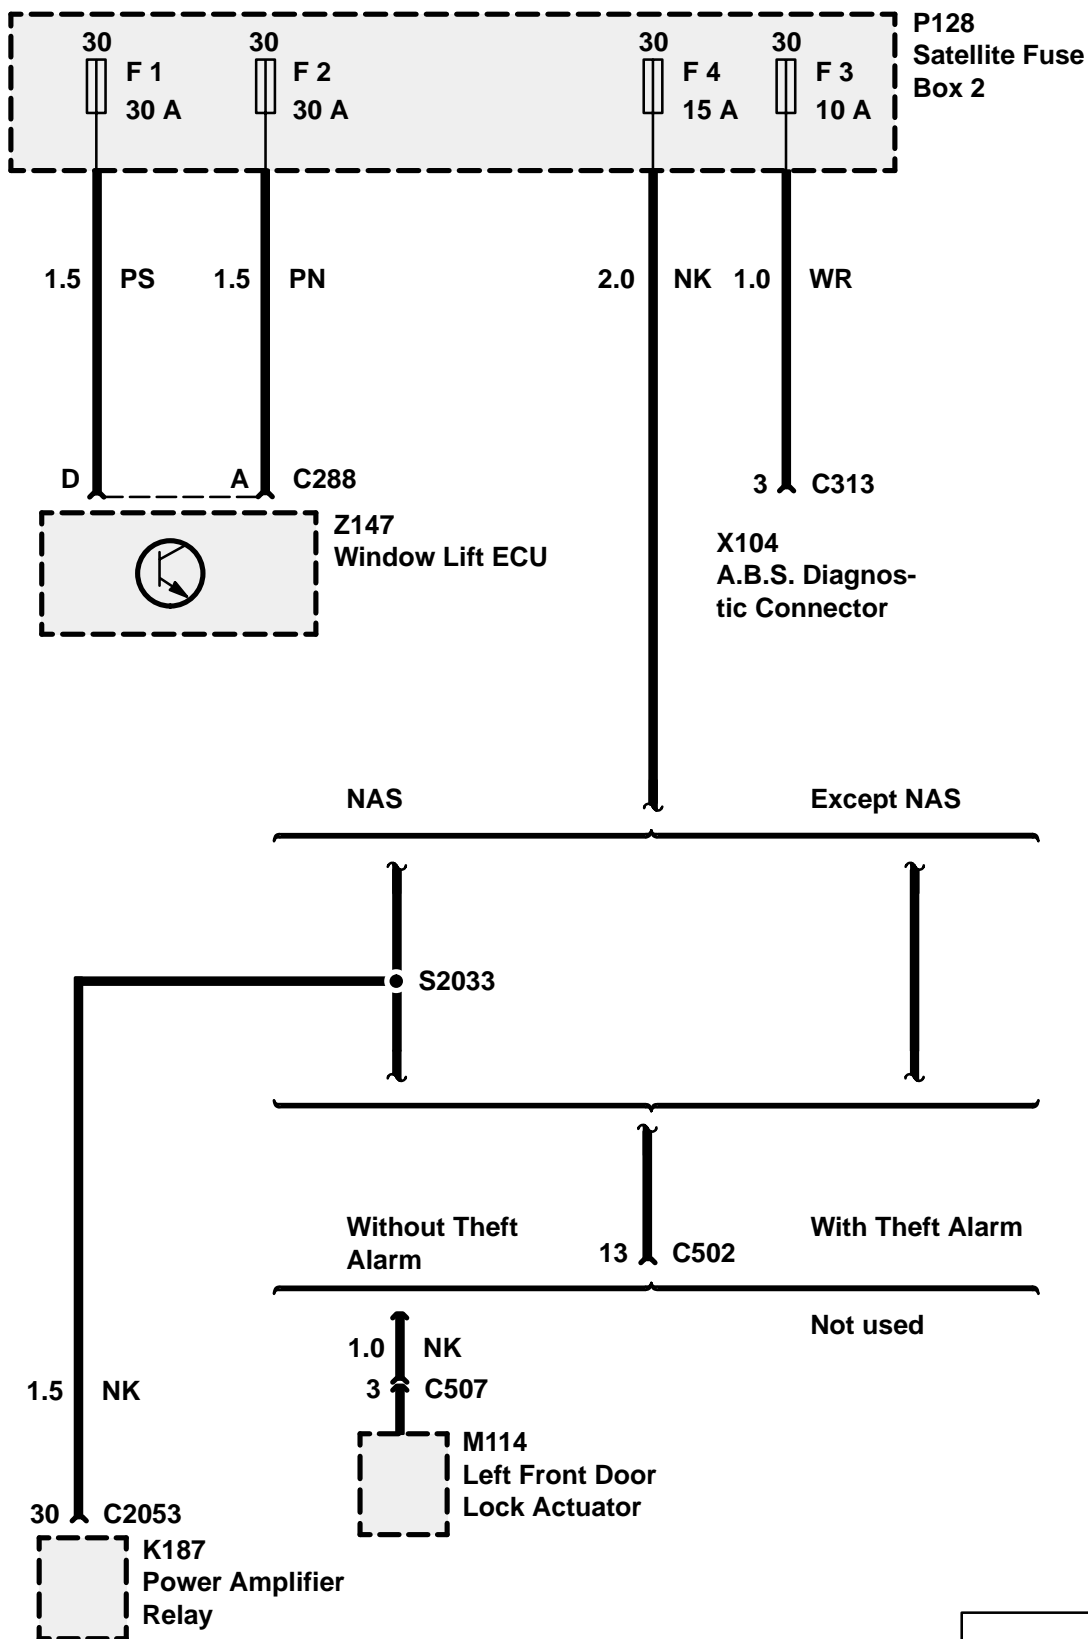 P128
Satellite Fuse
Box 2
30
F 1
30 A
30
F 2
30 A
30
F 4
15 A
30
F 3
10 A
1.5 PS
1.5 PN
2.0 NK
1.0 WR
D
A C288
3 C313
Z147
Window Lift ECU
X104
A.B.S. Diagnos-
tic Connector
NAS
Except NAS
S2033
Without Theft
Alarm
With Theft Alarm
13 C502
Not used
1.0 NK
3 C507
1.5 NK
M114
Left Front Door
Lock Actuator
30 C2053
K187
Power Amplifier
Relay